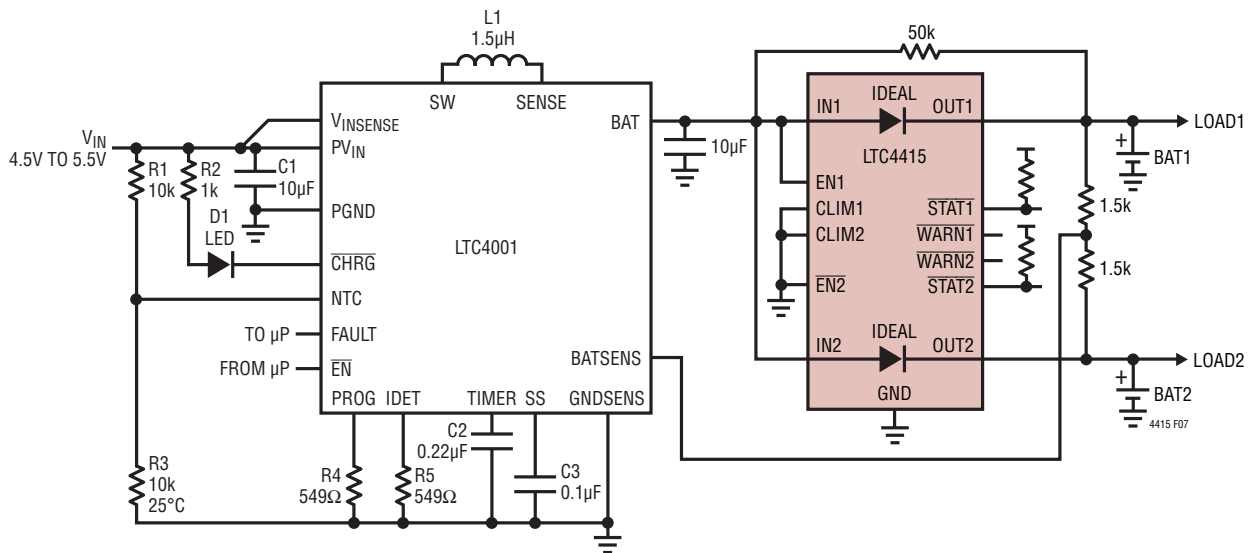 L1
1.5µH
50k
SW
SENSE
VIN
4.5V TO 5.5V
VINSENSE
PVIN
R1
10k
R2
1k
C1
10µF
D1
LED
PGND
CHRG
NTC
TO µP
FAULT
FROM µP
EN
LTC4001
BAT
10µF
BATSENS
PROG
IDET
TIMER
SS
GNDSENS
R3
10k
25°C
R4
549Ω
R5
549Ω
C2
0.22µF
C3
0.1µF
IN1
IDEAL
OUT1
LTC4415
EN1
CLIM1
CLIM2
EN2
STAT1
WARN1
WARN2
STAT2
IN2
IDEAL
OUT2
GND
LOAD1
+
BAT1
1.5k
1.5k
LOAD2
+
BAT2
4415 F07